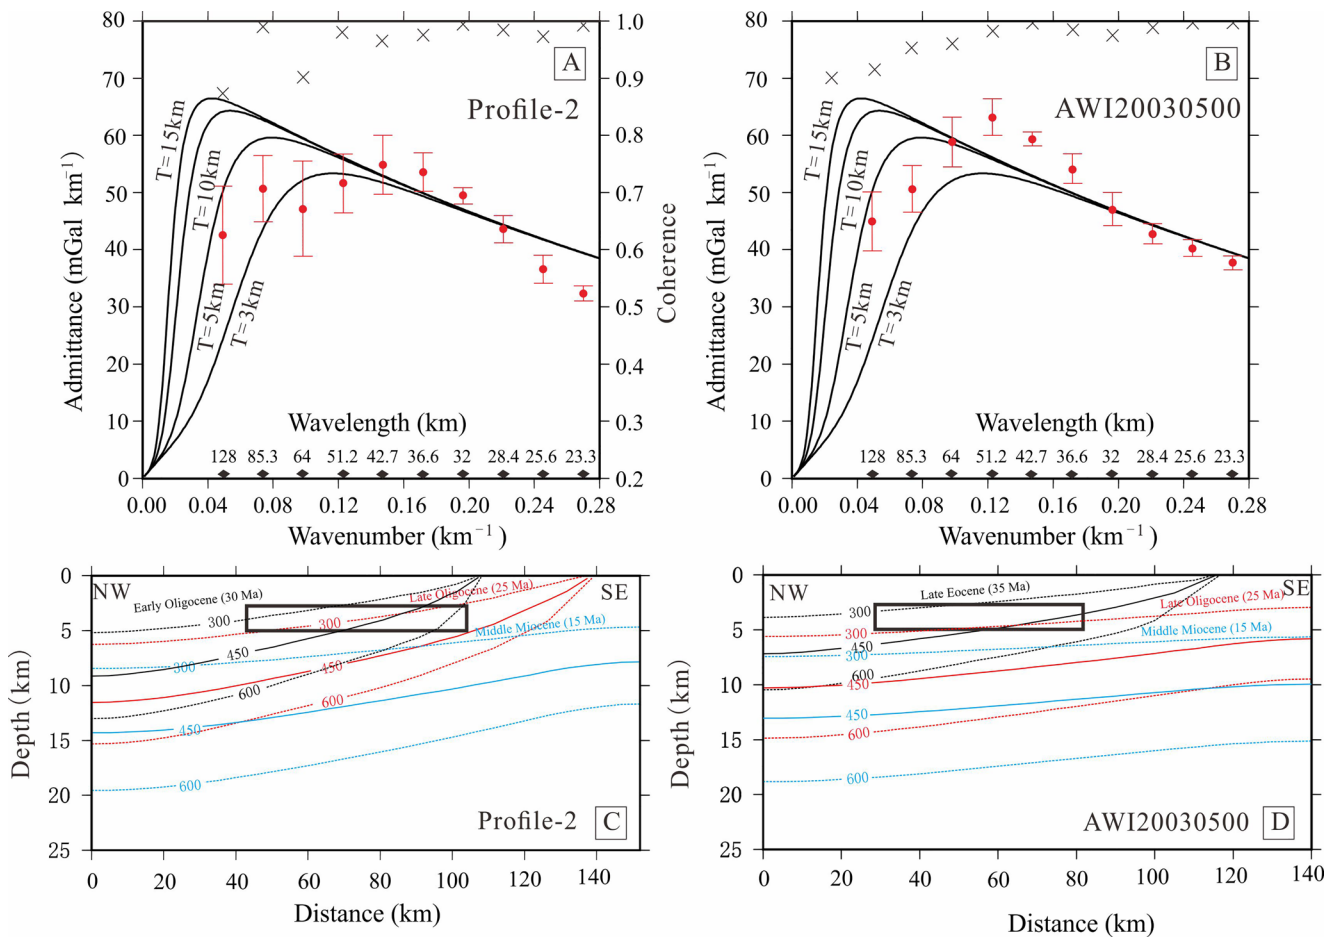 80
70
60
50
40
30
20
10
0
Admittance (mGal km⁻¹)
1.0
0.9
0.8
0.7
0.6
0.5
0.4
0.3
0.2
Coherence
A
Profile-2
T=15km
T=10km
T=5km
T=3km
Wavelength (km)
128 85.3 64 51.2 42.7 36.6 32 28.4 25.6 23.3
0.00 0.04 0.08 0.12 0.16 0.20 0.24 0.28
Wavenumber (km⁻¹)
80
70
60
50
40
30
20
10
0
Admittance (mGal km⁻¹)
B
AWI20030500
T=15km
T=10km
T=5km
T=3km
Wavelength (km)
128 85.3 64 51.2 42.7 36.6 32 28.4 25.6 23.3
0.00 0.04 0.08 0.12 0.16 0.20 0.24 0.28
Wavenumber (km⁻¹)
0
5
10
15
20
25
Depth (km)
NW
SE
Early Oligocene (30 Ma)
Late Oligocene (25 Ma)
Middle Miocene (15 Ma)
300
300
300
450
450
450
600
600
600
Profile-2
C
0 20 40 60 80 100 120 140
Distance (km)
0
5
10
15
20
25
Depth (km)
NW
SE
Late Eocene (35 Ma)
Late Oligocene (25 Ma)
Middle Miocene (15 Ma)
300
300
450
300
600
450
450
600
600
AWI20030500
D
0 20 40 60 80 100 120 140
Distance (km)